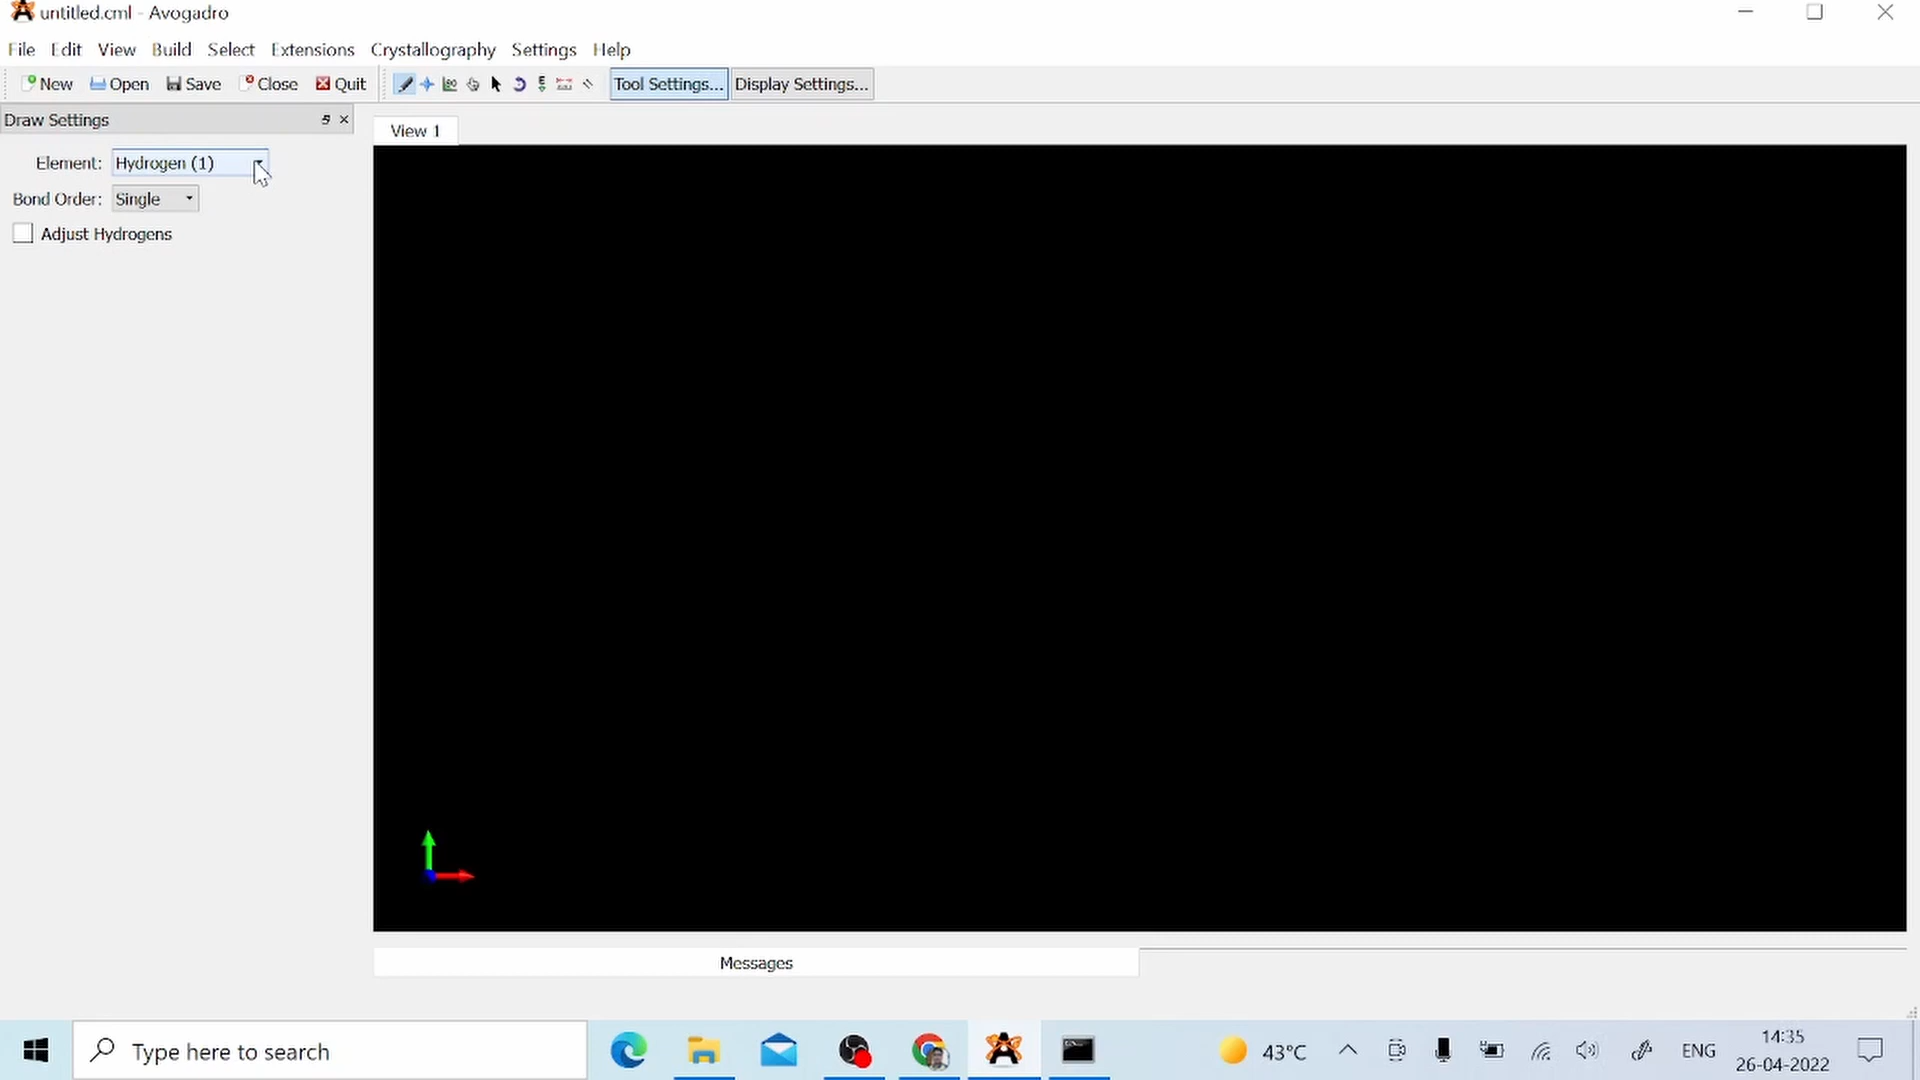 untitled.cml - Avogadro
File Edit View Build Select Extensions Crystallography Settings Help
New Open Save Close Quit Tool Settings... Display Settings...
Draw Settings
View 1
Element: Hydrogen (1)
Bond Order: Single
Adjust Hydrogens
Messages
Type here to search
43°C
ENG
14:35
26-04-2022